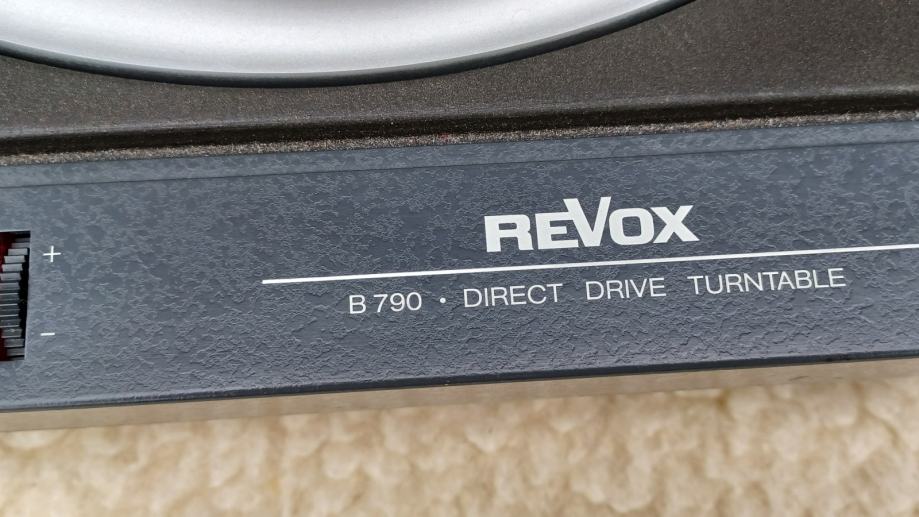 REVOX
B 790 · DIRECT DRIVE TURNTABLE
+
−